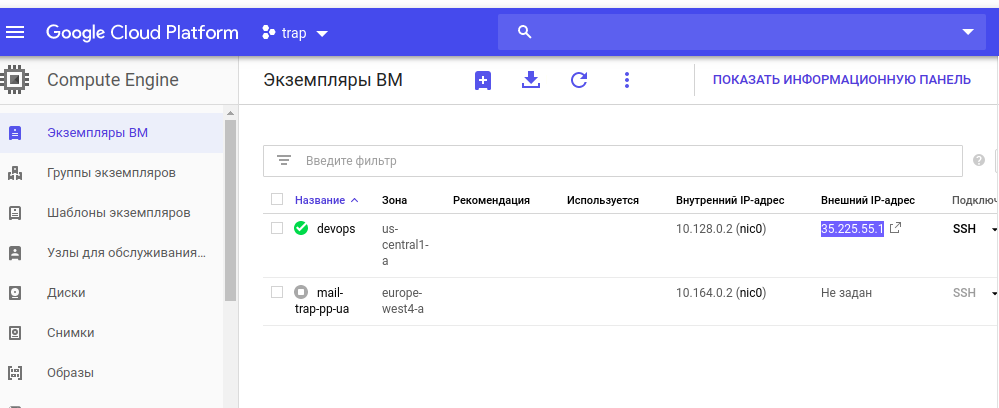 Google Cloud Platform
trap
Compute Engine
Экземпляры ВМ
ПОКАЗАТЬ ИНФОРМАЦИОННУЮ ПАНЕЛЬ
Экземпляры ВМ
Группы экземпляров
Шаблоны экземпляров
Узлы для обслуживания...
Диски
Снимки
Образы
Введите фильтр
Название Зона Рекомендация Используется Внутренний IP-адрес Внешний IP-адрес Подключ
devops us-central1-a 10.128.0.2 (nic0) 35.225.55.1 SSH
mail-trap-pp-ua europe-west4-a 10.164.0.2 (nic0) Не задан SSH